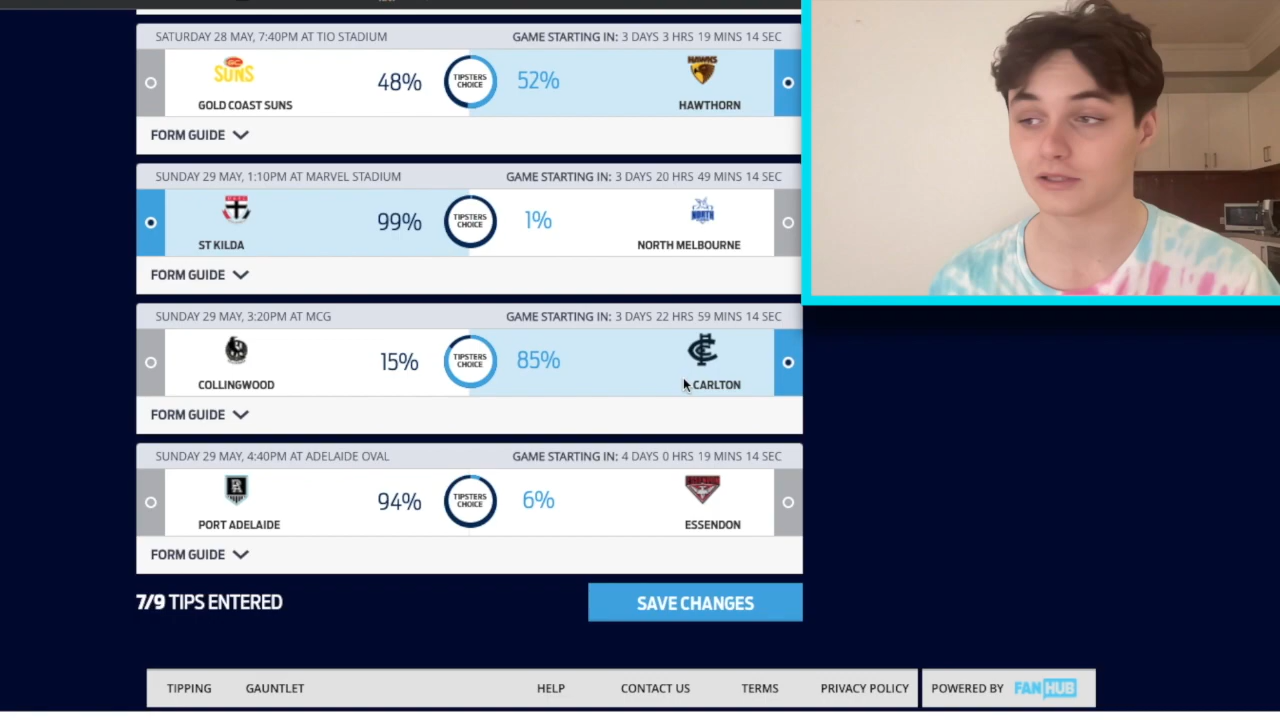 SATURDAY 28 MAY, 7:40PM AT TIO STADIUM GAME STARTING IN: 3 DAYS 3 HRS 19 MINS 14 SEC
GC
SUNS 48% TIPSTERS CHOICE 52% HAWKS
GOLD COAST SUNS HAWTHORN
FORM GUIDE
SUNDAY 29 MAY, 1:10PM AT MARVEL STADIUM GAME STARTING IN: 3 DAYS 20 HRS 49 MINS 14 SEC
99% TIPSTERS CHOICE 1% NORTH
ST KILDA NORTH MELBOURNE
FORM GUIDE
SUNDAY 29 MAY, 3:20PM AT MCG GAME STARTING IN: 3 DAYS 22 HRS 59 MINS 14 SEC
15% TIPSTERS CHOICE 85% CFC
COLLINGWOOD CARLTON
FORM GUIDE
SUNDAY 29 MAY, 4:40PM AT ADELAIDE OVAL GAME STARTING IN: 4 DAYS 0 HRS 19 MINS 14 SEC
94% TIPSTERS CHOICE 6%
PORT ADELAIDE ESSENDON
FORM GUIDE
7/9 TIPS ENTERED SAVE CHANGES
TIPPING GAUNTLET HELP CONTACT US TERMS PRIVACY POLICY POWERED BY FANHUB